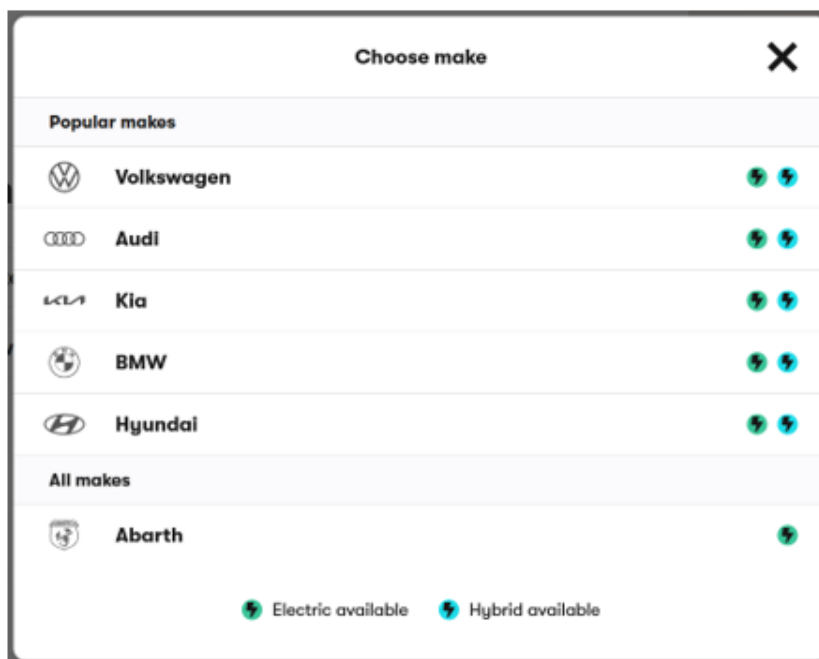 Choose make
Popular makes
Volkswagen
Audi
Kia
BMW
Hyundai
All makes
Abarth
Electric available Hybrid available